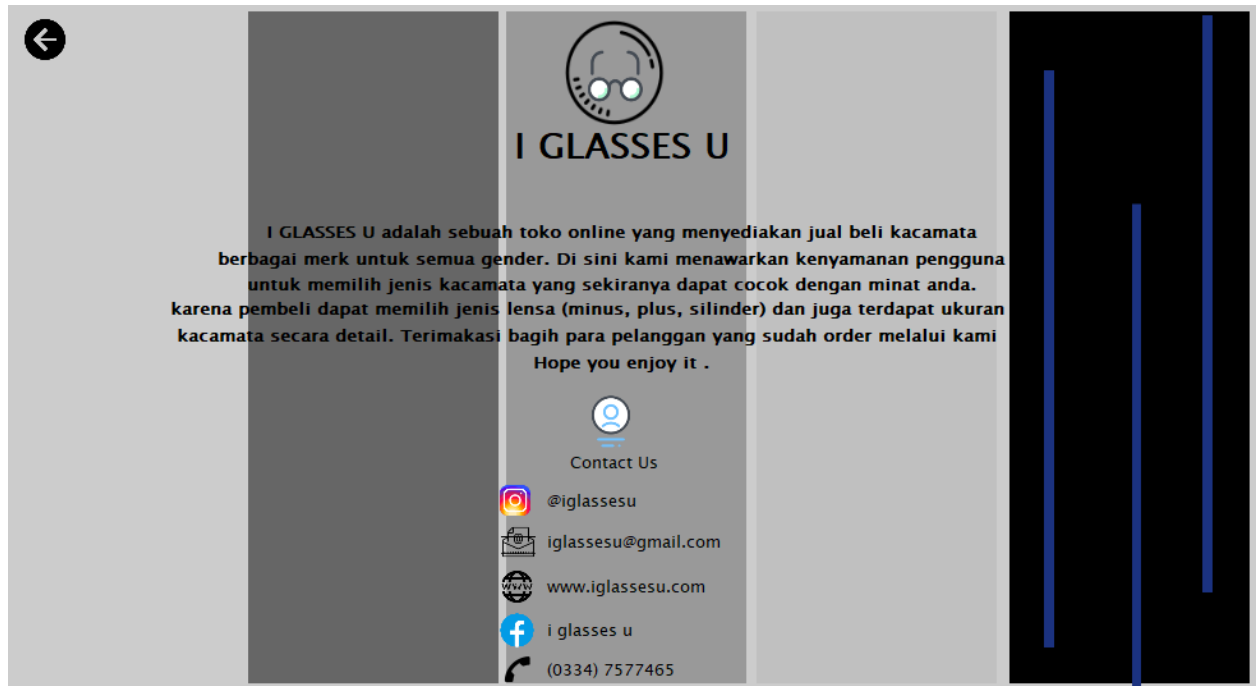 I GLASSES U
I GLASSES U adalah sebuah toko online yang menyediakan jual beli kacamata
berbagai merk untuk semua gender. Di sini kami menawarkan kenyamanan pengguna
untuk memilih jenis kacamata yang sekiranya dapat cocok dengan minat anda.
karena pembeli dapat memilih jenis lensa (minus, plus, silinder) dan juga terdapat ukuran
kacamata secara detail. Terimakasi bagih para pelanggan yang sudah order melalui kami
Hope you enjoy it .
Contact Us
@iglassesu
iglassesu@gmail.com
www www.iglassesu.com
i glasses u
(0334) 7577465